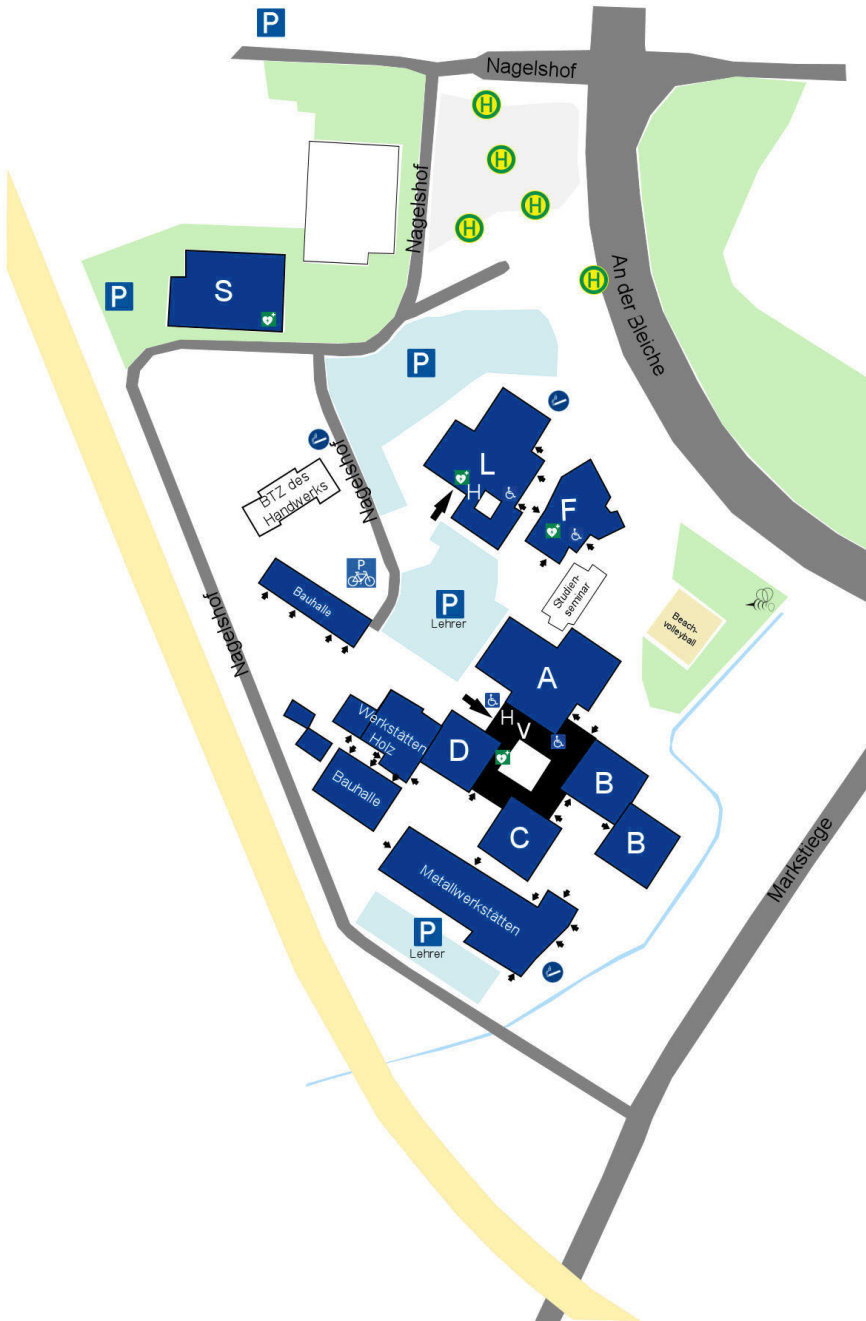 P
Nagelshof
H
H
Nagelshof
H
H
An der Bleiche
H
P
S
P
Nagelshof
L
H
BTZ des
Handwerks
F
P
Bauhalle
Studien-
seminar
P
Lehrer
Beach-
volleyball
Nagelshof
A
H
V
Werkstätten
Holz
D
B
Bauhalle
C
B
Markstiege
Metallwerkstätten
P
Lehrer